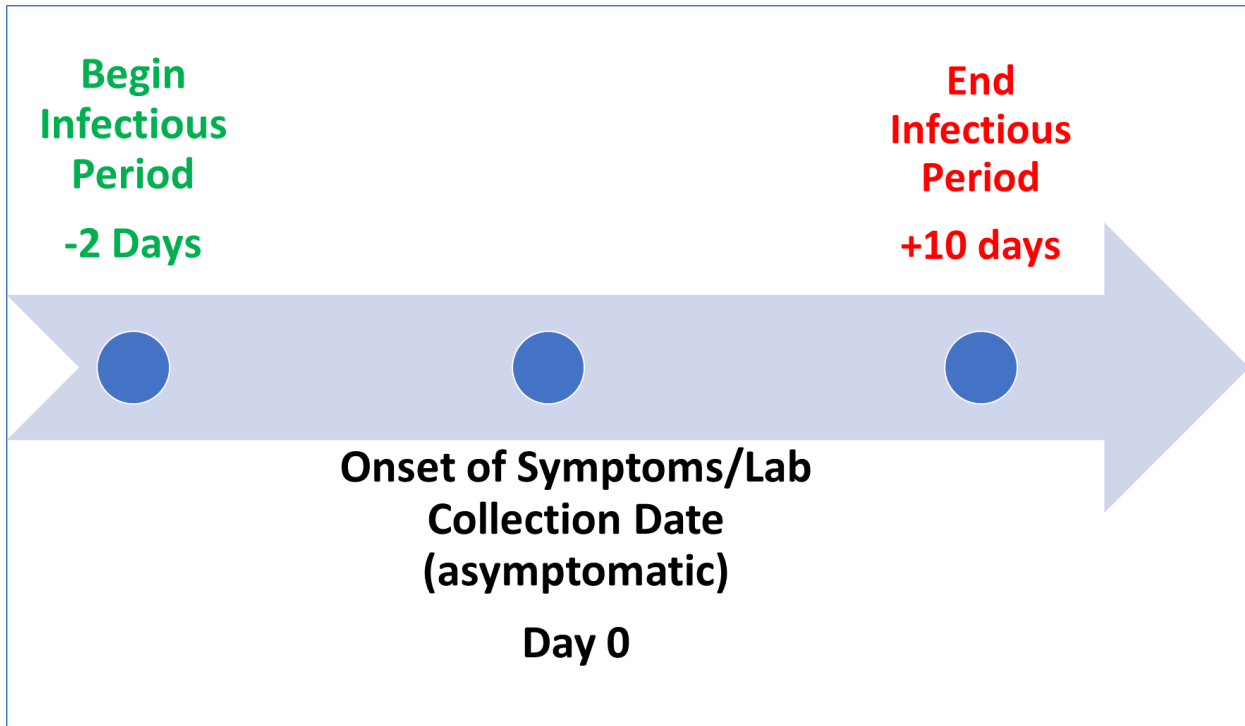 Begin
Infectious
Period
-2 Days
End
Infectious
Period
+10 days
Onset of Symptoms/Lab
Collection Date
(asymptomatic)
Day 0